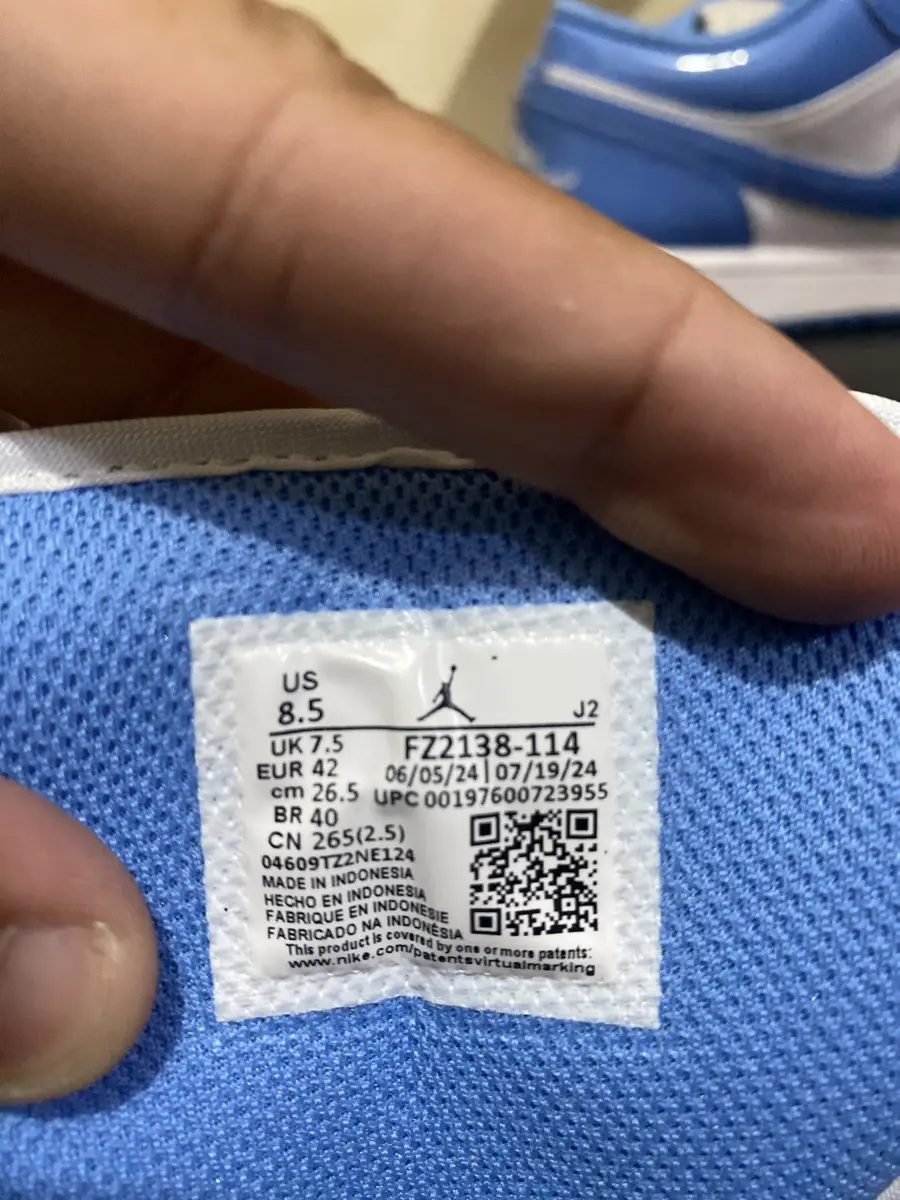 US
8.5
J2
UK 7.5
FZ2138-114
EUR 42
06/05/24 | 07/19/24
cm 26.5
UPC 00197600723955
BR 40
CN 265(2.5)
04609TZ2NE124
MADE IN INDONESIA
HECHO EN INDONESIA
FABRIQUE EN INDONESIE
FABRICADO NA INDONÉSIA
This product is covered by one or more patents:
www.nike.com/patentsvirtualmarking